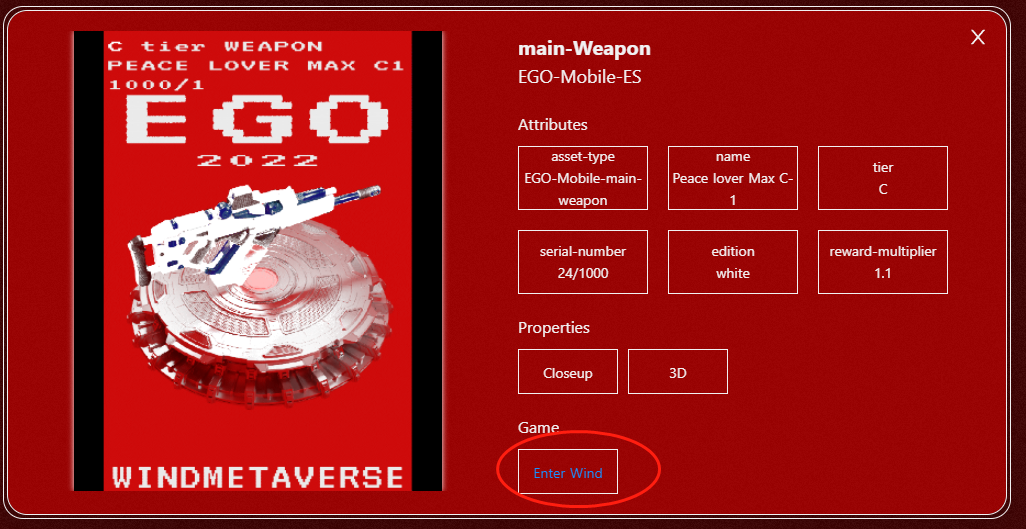 C tier WEAPON
PEACE LOVER MAX C1
1000/1
EGO
2022
WINDMETAVERSE
X
main-Weapon
EGO-Mobile-ES
Attributes
asset-type
EGO-Mobile-main-
weapon
name
Peace lover Max C-
1
tier
C
serial-number
24/1000
edition
white
reward-multiplier
1.1
Properties
Closeup
3D
Game
Enter Wind